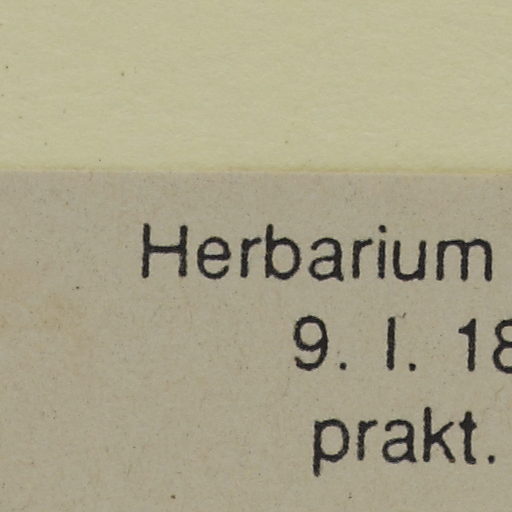 Herbarium
9. I. 18
prakt.